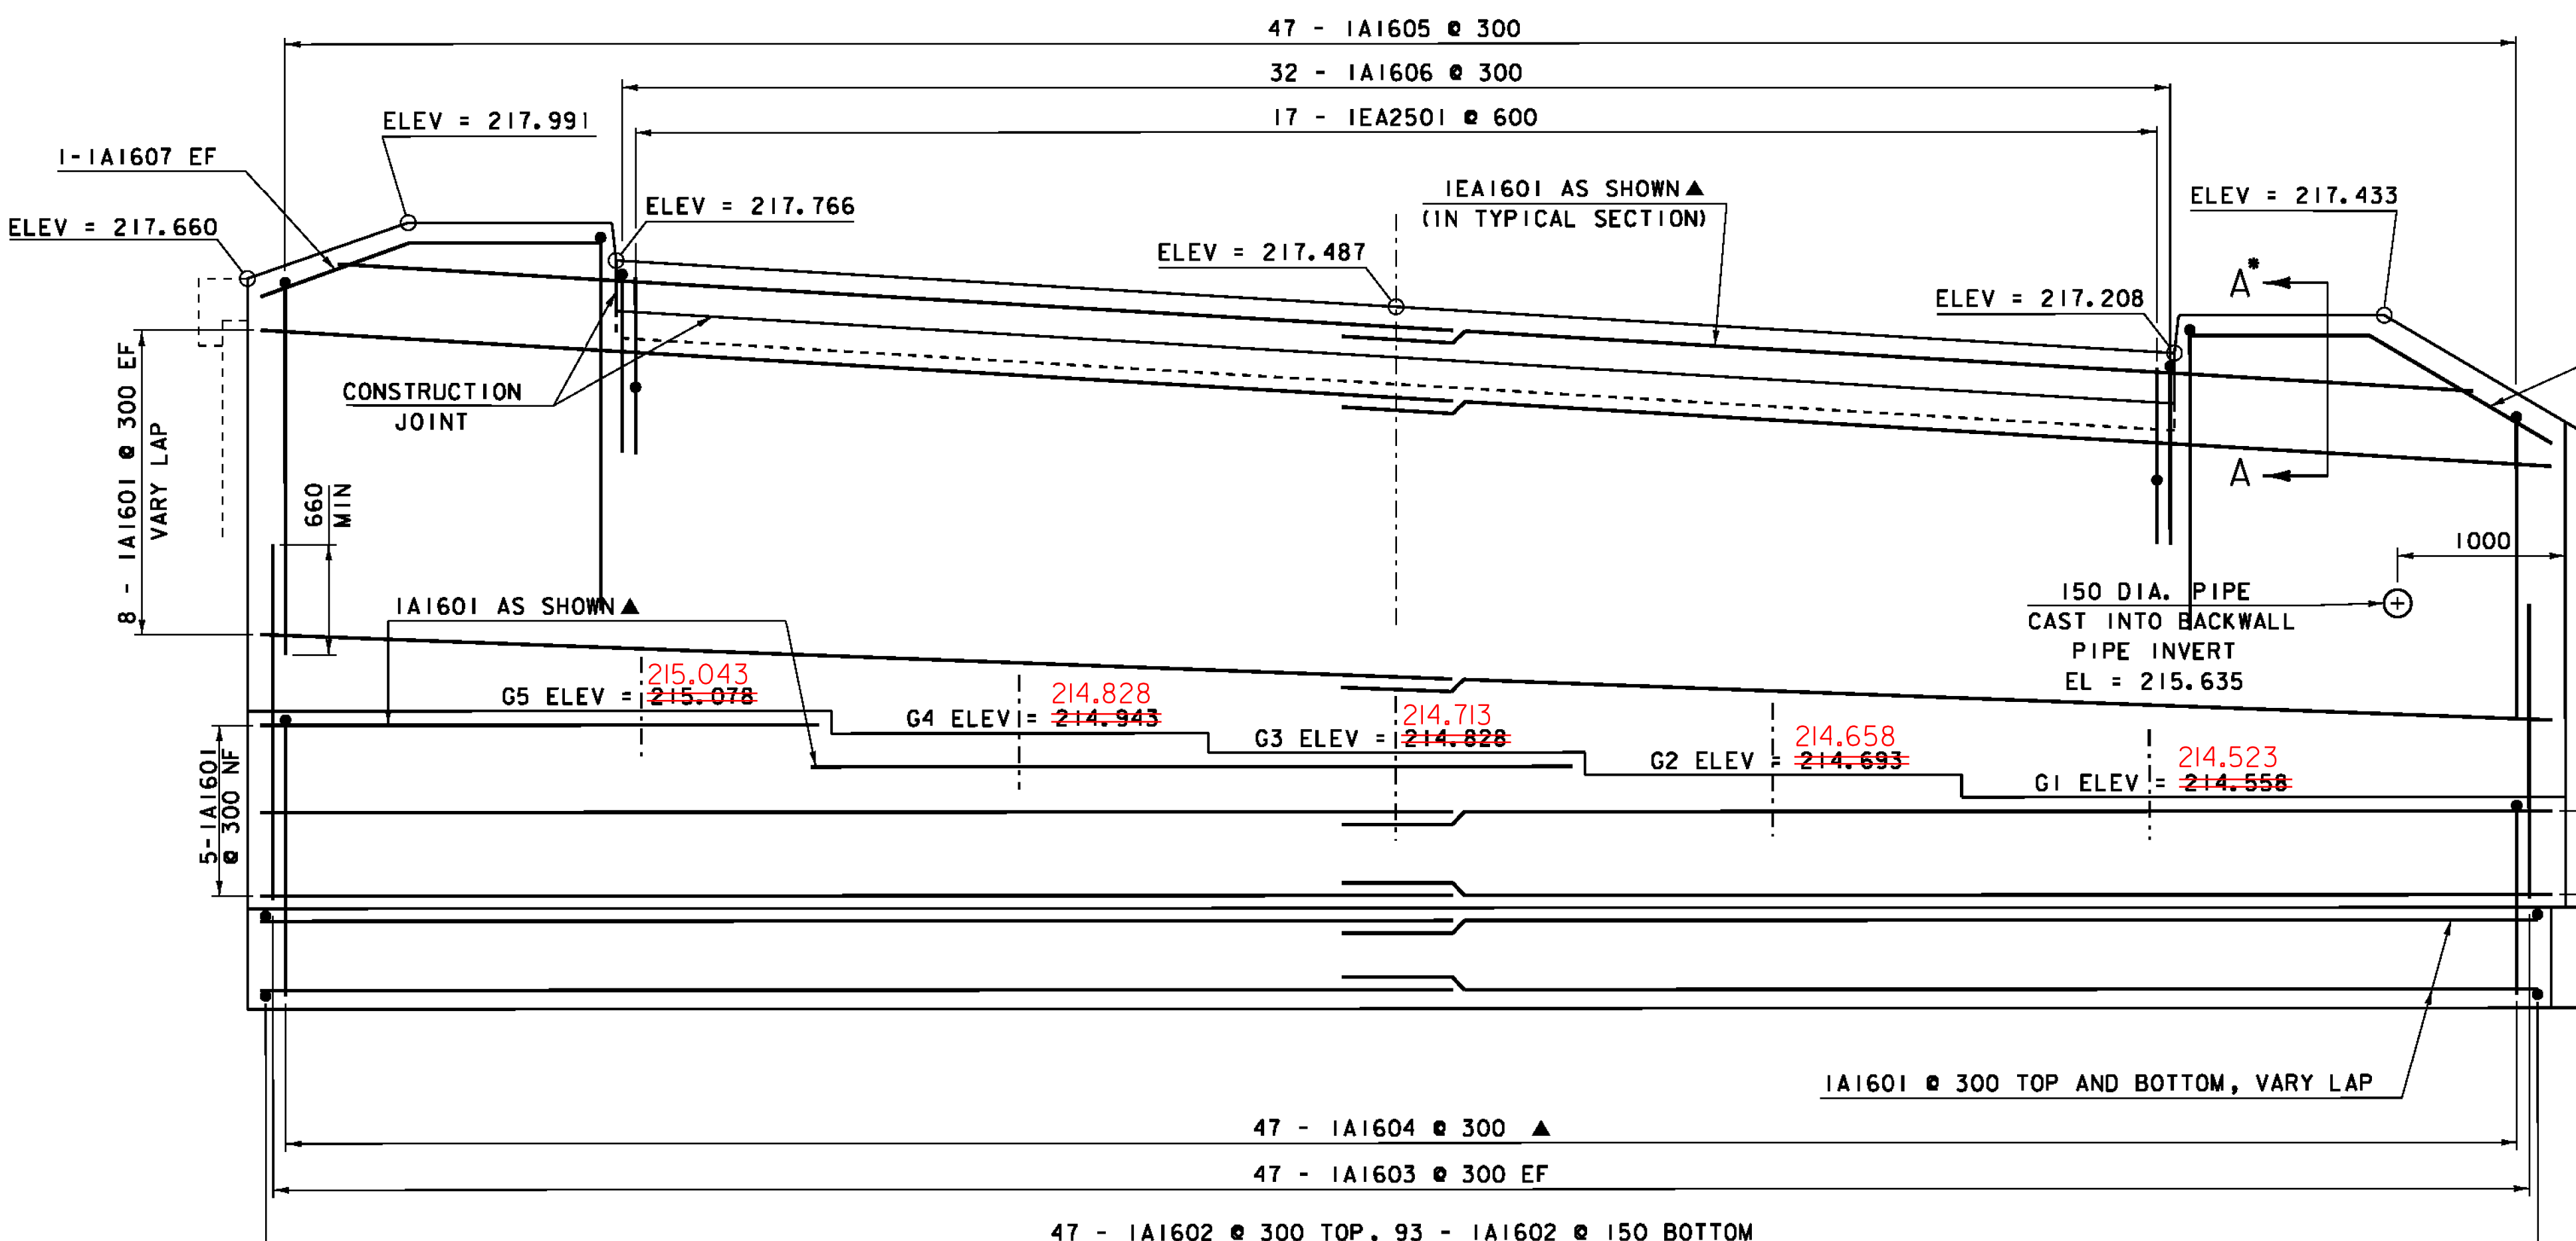 47 - 1A1605 @ 300
32 - 1A1606 @ 300
17 - 1EA2501 @ 600
ELEV = 217.991
1-1A1607 EF
ELEV = 217.660
ELEV = 217.766
1EA1601 AS SHOWN▲
(IN TYPICAL SECTION)
ELEV = 217.487
ELEV = 217.433
ELEV = 217.208
A*
A
CONSTRUCTION
JOINT
8 - 1A1601 @ 300 EF
VARY LAP
660
MIN
1000
150 DIA. PIPE
CAST INTO BACKWALL
PIPE INVERT
EL = 215.635
1A1601 AS SHOWN▲
215.043
G5 ELEV = 215.078
214.828
G4 ELEV = 214.943
214.713
G3 ELEV = 214.828
214.658
G2 ELEV = 214.693
214.523
G1 ELEV = 214.558
5-1A1601
@ 300 NF
1A1601 @ 300 TOP AND BOTTOM, VARY LAP
47 - 1A1604 @ 300 ▲
47 - 1A1603 @ 300 EF
47 - 1A1602 @ 300 TOP, 93 - 1A1602 @ 150 BOTTOM